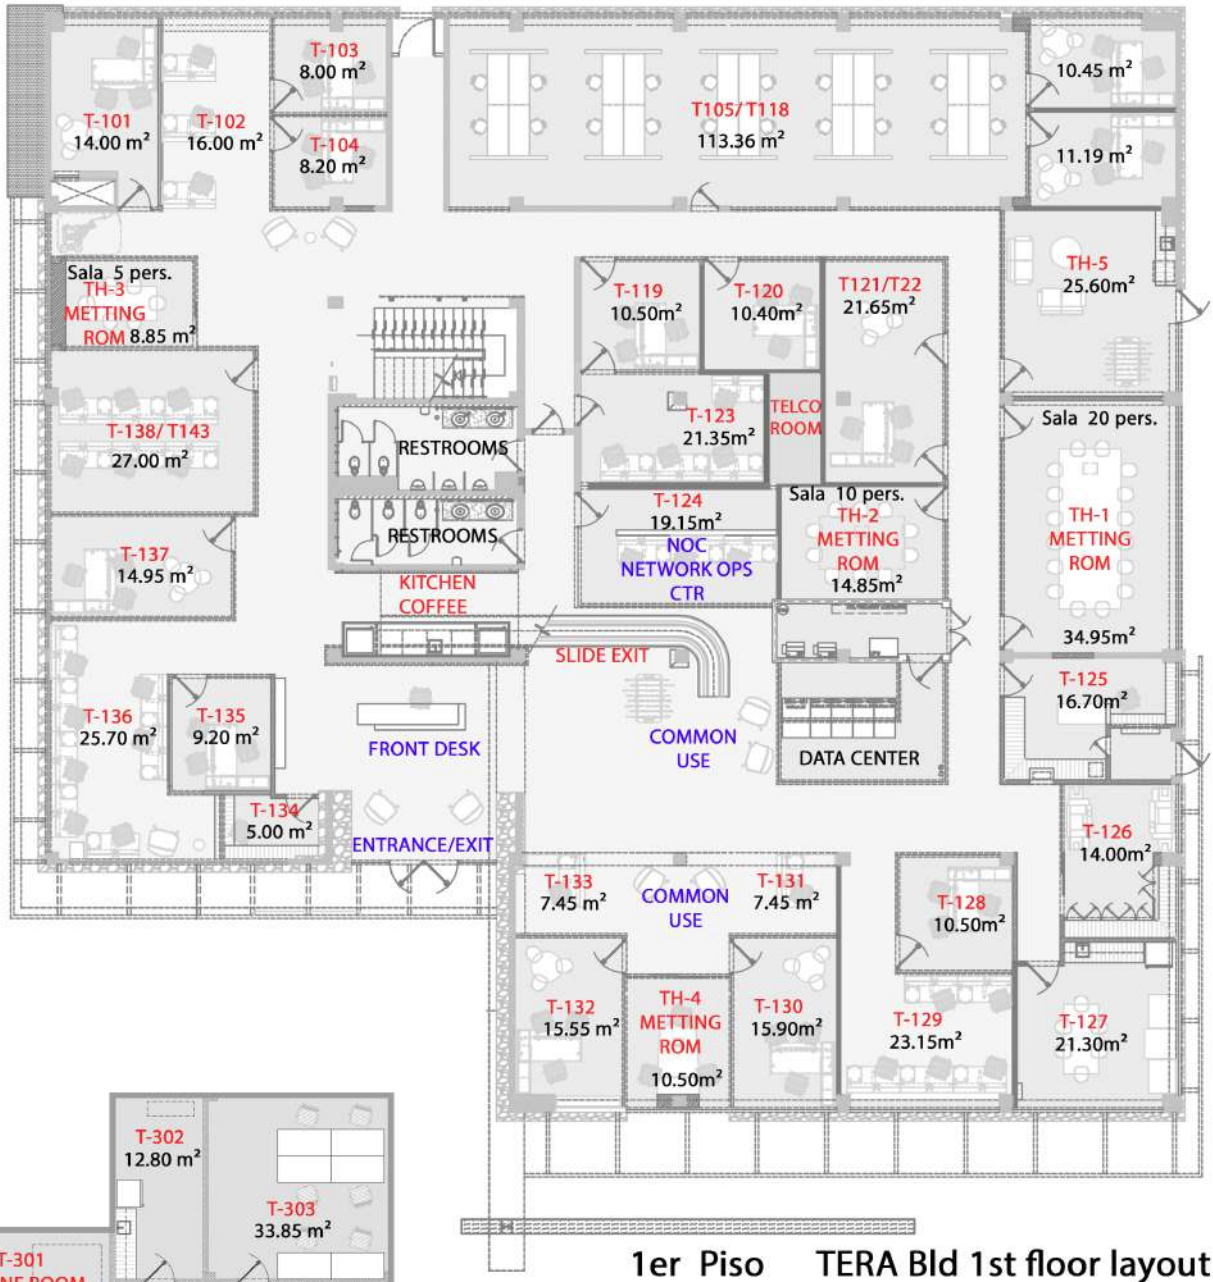 T-101
14.00 m²
T-102
16.00 m²
T-103
8.00 m²
T-104
8.20 m²
T105/ T118
113.36 m²
10.45 m²
11.19 m²
Sala 5 pers.
TH-3
METTING
ROM 8.85 m²
T-119
10.50m²
T-120
10.40m²
T121/T22
21.65m²
TH-5
25.60m²
T-138/ T143
27.00 m²
RESTROOMS
RESTROOMS
T-123
21.35m²
TELCO
ROOM
Sala 20 pers.
TH-1
METTING
ROM
34.95m²
T-124
19.15m²
NOC
NETWORK OPS
CTR
Sala 10 pers.
TH-2
METTING
ROM
14.85m²
T-137
14.95 m²
KITCHEN
COFFEE
SLIDE EXIT
T-125
16.70m²
T-136
25.70 m²
T-135
9.20 m²
FRONT DESK
COMMON
USE
DATA CENTER
T-134
5.00 m²
ENTRANCE/EXIT
T-126
14.00m²
T-133
7.45 m²
COMMON
USE
T-131
7.45 m²
T-128
10.50m²
T-132
15.55 m²
TH-4
METTING
ROM
10.50m²
T-130
15.90m²
T-129
23.15m²
T-127
21.30m²
T-302
12.80 m²
T-303
33.85 m²
T-301
ROOM
1er Piso TERA Bld 1st floor layout